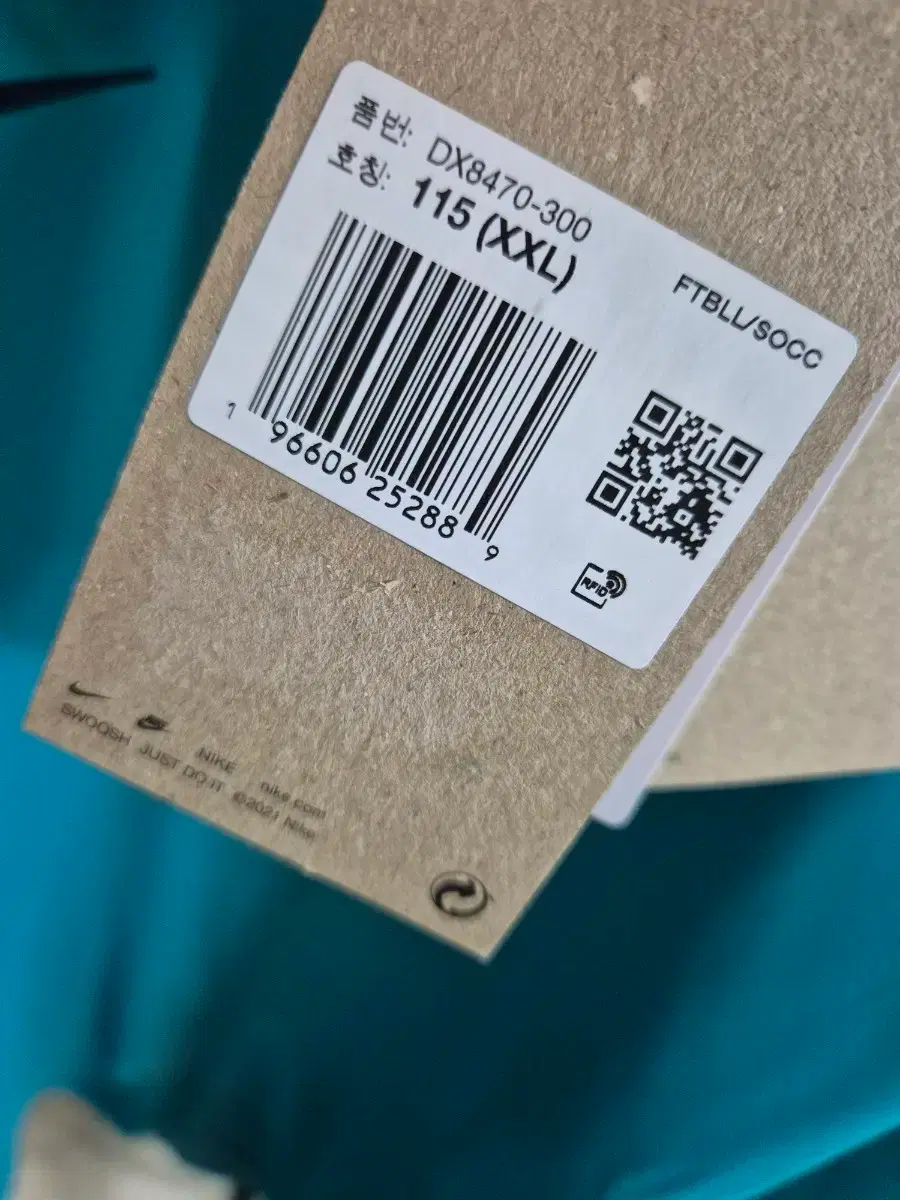 품번: DX8470-300
호칭: 115 (XXL)
FTBLL/SOCC
1 96606 25288 9
RFID
NIKE nike.com
SWOOSH JUST DO IT ©2021 Nike